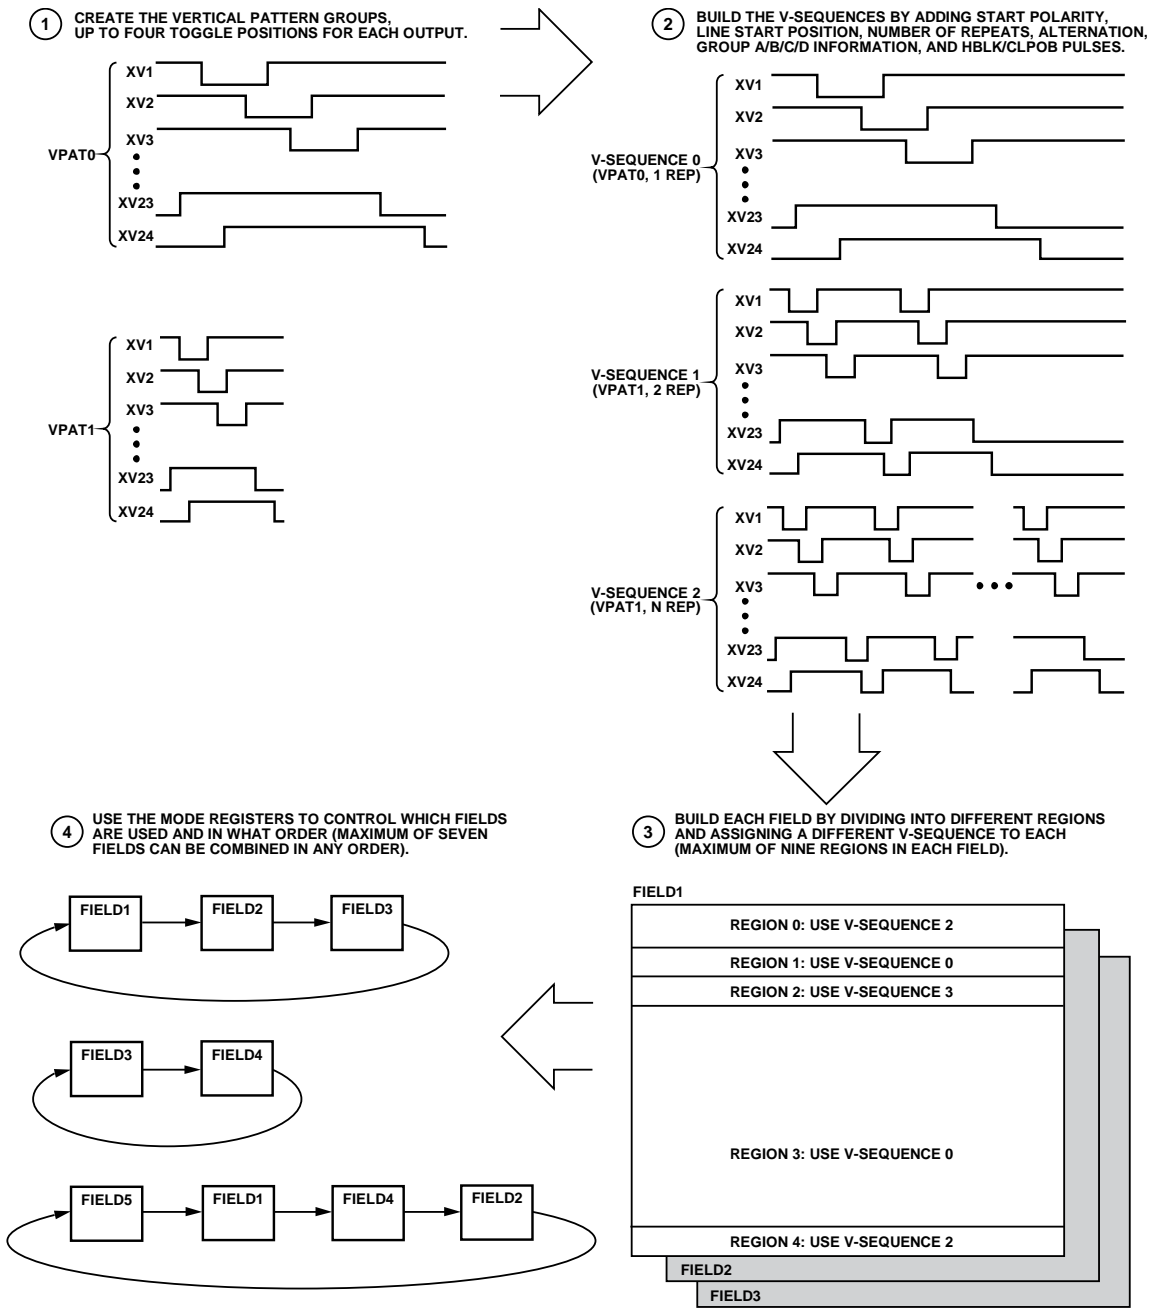 1
CREATE THE VERTICAL PATTERN GROUPS,
UP TO FOUR TOGGLE POSITIONS FOR EACH OUTPUT.
XV1
XV2
XV3
VPAT0
XV23
XV24
XV1
XV2
XV3
VPAT1
XV23
XV24
2
BUILD THE V-SEQUENCES BY ADDING START POLARITY,
LINE START POSITION, NUMBER OF REPEATS, ALTERNATION,
GROUP A/B/C/D INFORMATION, AND HBLK/CLPOB PULSES.
XV1
XV2
XV3
V-SEQUENCE 0
(VPAT0, 1 REP)
XV23
XV24
XV1
XV2
XV3
V-SEQUENCE 1
(VPAT1, 2 REP)
XV23
XV24
XV1
XV2
XV3
V-SEQUENCE 2
(VPAT1, N REP)
XV23
XV24
3
BUILD EACH FIELD BY DIVIDING INTO DIFFERENT REGIONS
AND ASSIGNING A DIFFERENT V-SEQUENCE TO EACH
(MAXIMUM OF NINE REGIONS IN EACH FIELD).
FIELD1
REGION 0: USE V-SEQUENCE 2
REGION 1: USE V-SEQUENCE 0
REGION 2: USE V-SEQUENCE 3
REGION 3: USE V-SEQUENCE 0
REGION 4: USE V-SEQUENCE 2
FIELD2
FIELD3
4
USE THE MODE REGISTERS TO CONTROL WHICH FIELDS
ARE USED AND IN WHAT ORDER (MAXIMUM OF SEVEN
FIELDS CAN BE COMBINED IN ANY ORDER).
FIELD1 FIELD2 FIELD3
FIELD3 FIELD4
FIELD5 FIELD1 FIELD4 FIELD2